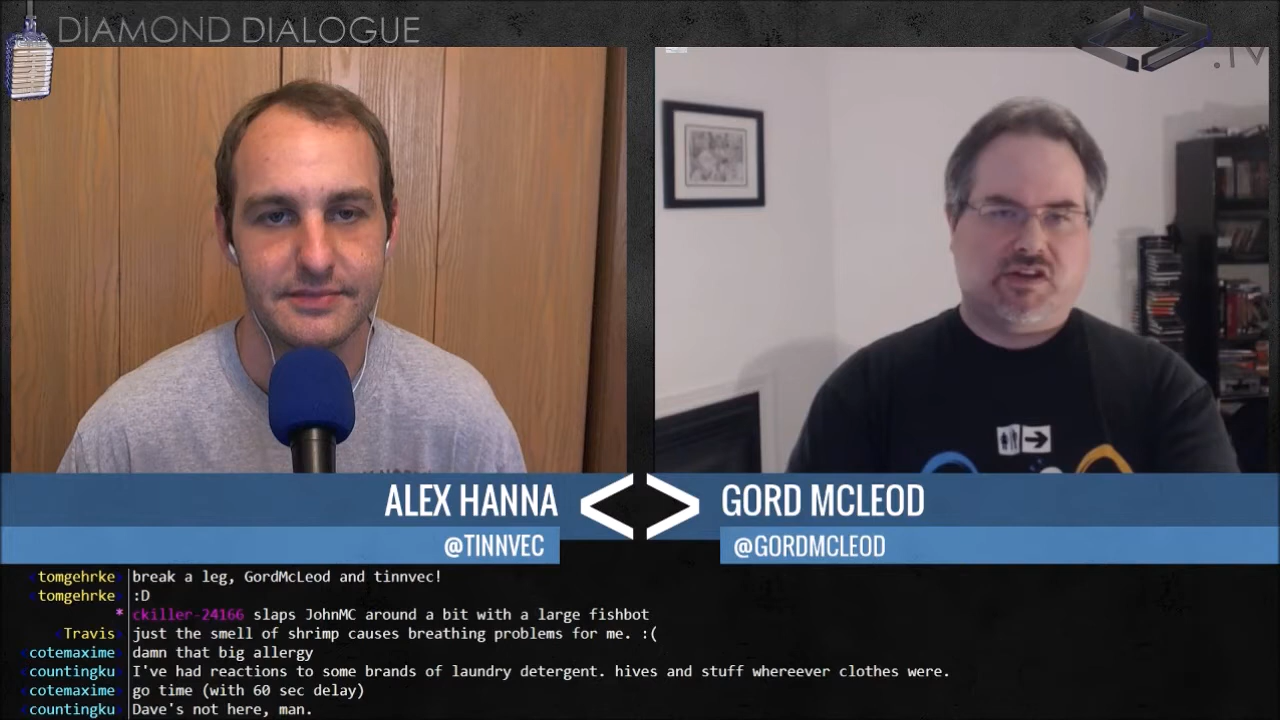 DIAMOND DIALOGUE
.TV
ALEX HANNA
GORD MCLEOD
@TINNVEC
@GORDMCLEOD
tomgehrke break a leg, GordMcLeod and tinnvec!
tomgehrke :D
* ckiller-24166 slaps JohnMC around a bit with a large fishbot
Travis just the smell of shrimp causes breathing problems for me. :(
cotemaxime damn that big allergy
countingku I've had reactions to some brands of laundry detergent. hives and stuff whereever clothes were.
cotemaxime go time (with 60 sec delay)
countingku Dave's not here, man.